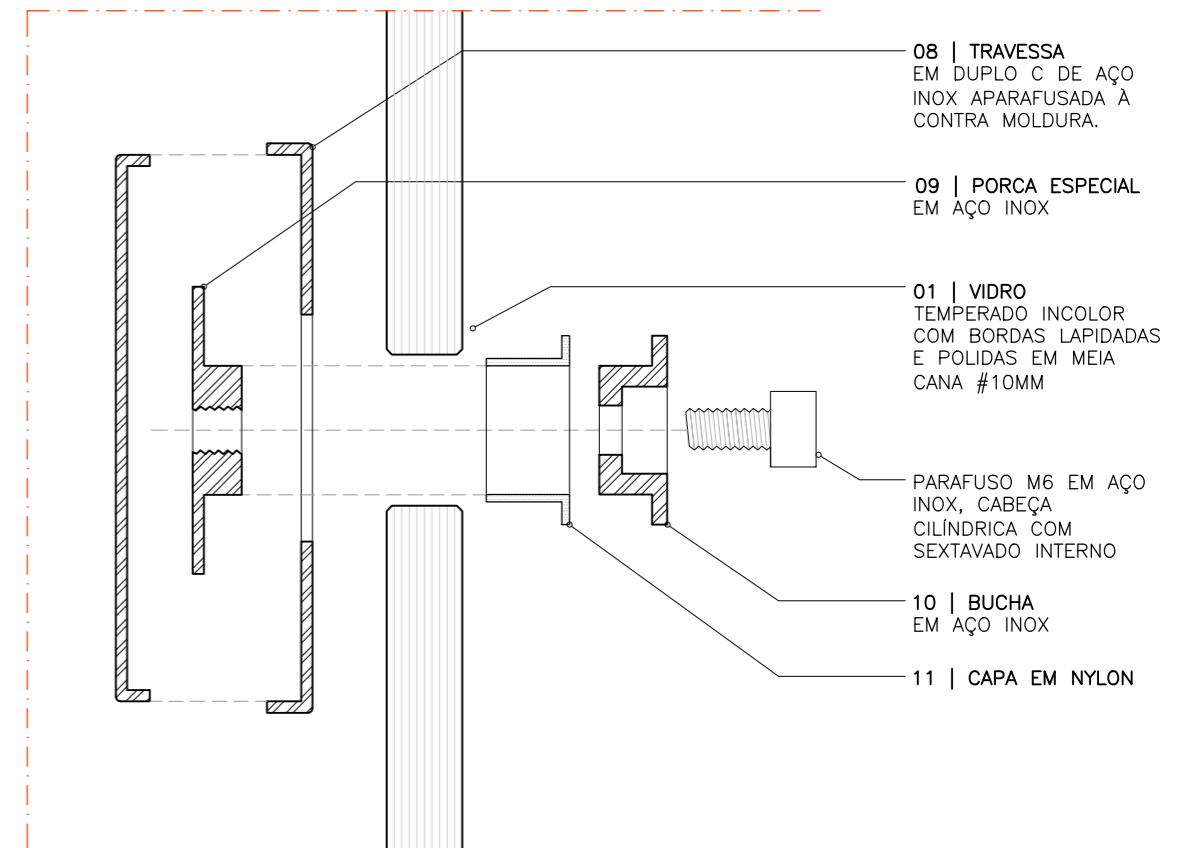 08 | TRAVESSA
EM DUPLO C DE AÇO
INOX APARAFUSADA À
CONTRA MOLDURA.
09 | PORCA ESPECIAL
EM AÇO INOX
01 | VIDRO
TEMPERADO INCOLOR
COM BORDAS LAPIDADAS
E POLIDAS EM MEIA
CANA #10MM
PARAFUSO M6 EM AÇO
INOX, CABEÇA
CILÍNDRICA COM
SEXTAVADO INTERNO
10 | BUCHA
EM AÇO INOX
11 | CAPA EM NYLON